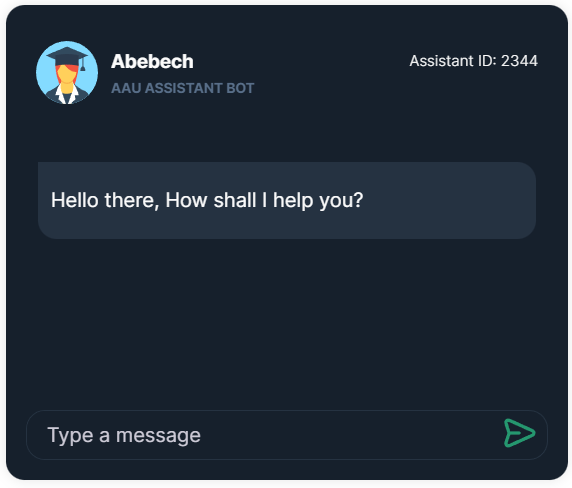 Abebech
Assistant ID: 2344
AAU ASSISTANT BOT
Hello there, How shall I help you?
Type a message